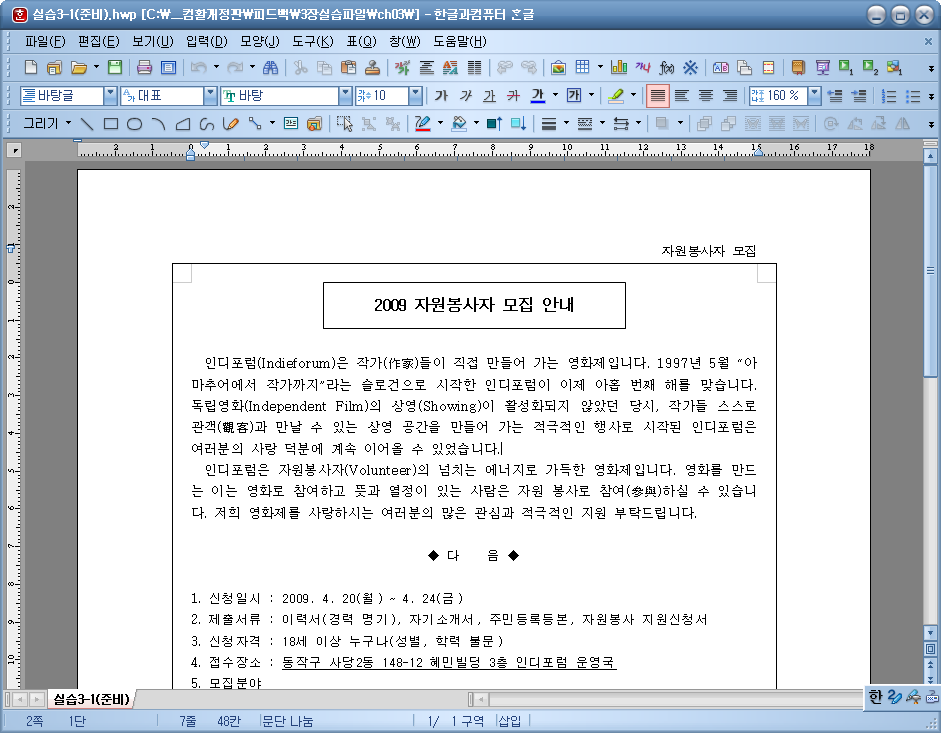 실습3-1(준비).hwp [C:\__컴활개정판\피드백\3장실습파일\ch03\] - 한글과컴퓨터 흔글
파일(F) 편집(E) 보기(U) 입력(D) 모양(J) 도구(K) 표(Q) 창(W) 도움말(H)
바탕글 대표 바탕 10 가 가 가 가 가 가 160 %
그리기
2 1 0 1 2 3 4 5 6 7 8 9 10 11 12 13 14 15 16 17 18
자원봉사자 모집
2009 자원봉사자 모집 안내
인디포럼(Indieforum)은 작가(作家)들이 직접 만들어 가는 영화제입니다. 1997년 5월 “아
마추어에서 작가까지”라는 슬로건으로 시작한 인디포럼이 이제 아홉 번째 해를 맞습니다.
독립영화(Independent Film)의 상영(Showing)이 활성화되지 않았던 당시, 작가들 스스로
관객(觀客)과 만날 수 있는 상영 공간을 만들어 가는 적극적인 행사로 시작된 인디포럼은
여러분의 사랑 덕분에 계속 이어올 수 있었습니다.
인디포럼은 자원봉사자(Volunteer)의 넘치는 에너지로 가득한 영화제입니다. 영화를 만드
는 이는 영화로 참여하고 뜻과 열정이 있는 사람은 자원 봉사로 참여(參與)하실 수 있습니
다. 저희 영화제를 사랑하시는 여러분의 많은 관심과 적극적인 지원 부탁드립니다.
◆ 다 음 ◆
1. 신청일시 : 2009. 4. 20(월) ~ 4. 24(금)
2. 제출서류 : 이력서(경력 명기), 자기소개서, 주민등록등본, 자원봉사 지원신청서
3. 신청자격 : 18세 이상 누구나(성별, 학력 불문)
4. 접수장소 : 동작구 사당2동 148-12 혜민빌딩 3층 인디포럼 운영국
5. 모집분야
실습3-1(준비)
한
2쪽 1단 7줄 48칸 문단 나눔 1/ 1 구역 삽입